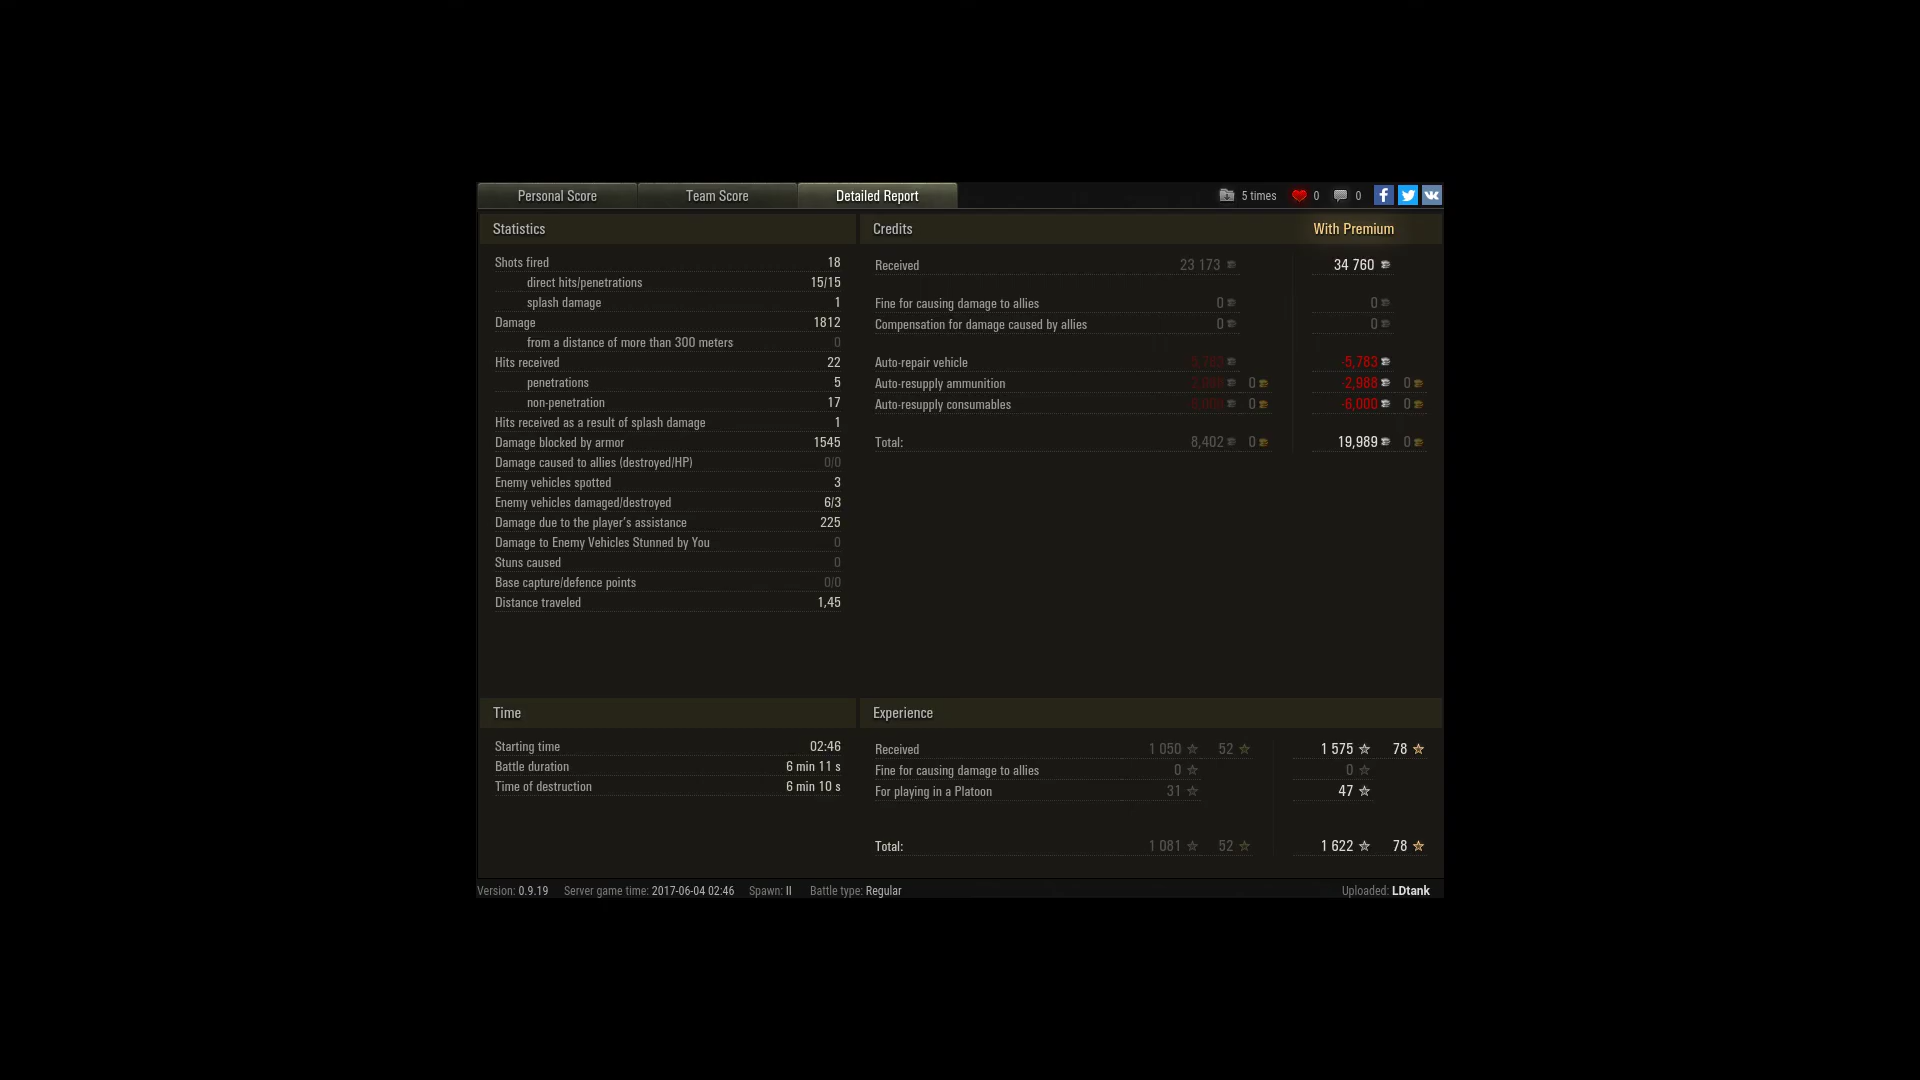 Personal Score Team Score Detailed Report 5 times 0 0
Statistics
Shots fired 18
direct hits/penetrations 15/15
splash damage 1
Damage 1812
from a distance of more than 300 meters 0
Hits received 22
penetrations 5
non-penetration 17
Hits received as a result of splash damage 1
Damage blocked by armor 1545
Damage caused to allies (destroyed/HP) 0/0
Enemy vehicles spotted 3
Enemy vehicles damaged/destroyed 6/3
Damage due to the player's assistance 225
Damage to Enemy Vehicles Stunned by You 0
Stuns caused 0
Base capture/defence points 0/0
Distance traveled 1,45
Credits With Premium
Received 23 173 34 760
Fine for causing damage to allies 0 0
Compensation for damage caused by allies 0 0
Auto-repair vehicle -5,783
Auto-resupply ammunition 0 -2,988 0
Auto-resupply consumables 0 -6,000 0
Total: 8,402 0 19,989 0
Time
Starting time 02:46
Battle duration 6 min 11 s
Time of destruction 6 min 10 s
Experience
Received 1 050 52 1 575 78
Fine for causing damage to allies 0 0
For playing in a Platoon 31 47
Total: 1 081 52 1 622 78
Version: 0.9.19 Server game time: 2017-06-04 02:46 Spawn: II Battle type: Regular Uploaded: LDtank